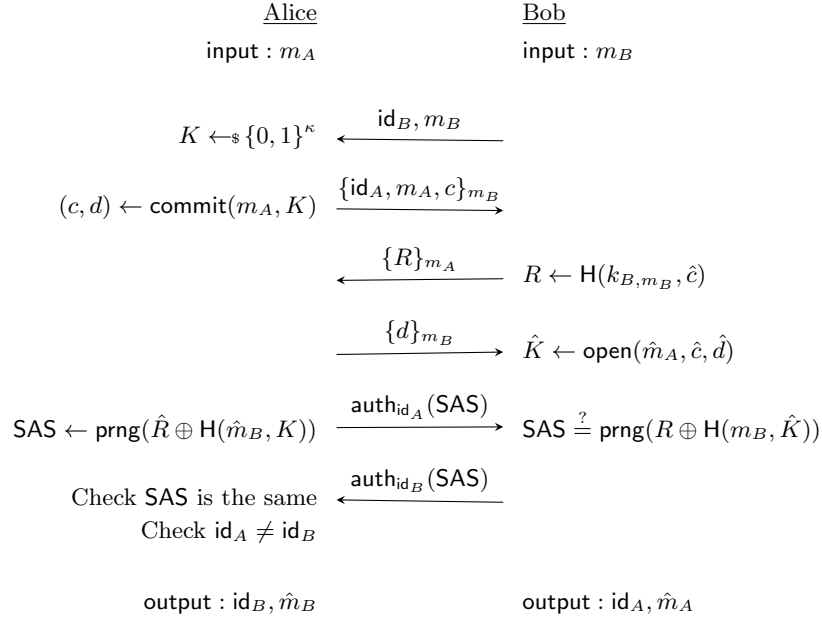 Alice Bob
input : m_A input : m_B
K ←$ {0, 1}^κ id_B, m_B
(c, d) ← commit(m_A, K) {id_A, m_A, c}_{m_B}
{R}_{m_A} R ← H(k_{B,m_B}, ĉ)
{d}_{m_B} K̂ ← open(m̂_A, ĉ, d̂)
SAS ← prng(R̂ ⊕ H(m̂_B, K)) auth_{id_A}(SAS) SAS ≟ prng(R ⊕ H(m_B, K̂))
Check SAS is the same auth_{id_B}(SAS)
Check id_A ≠ id_B
output : id_B, m̂_B output : id_A, m̂_A